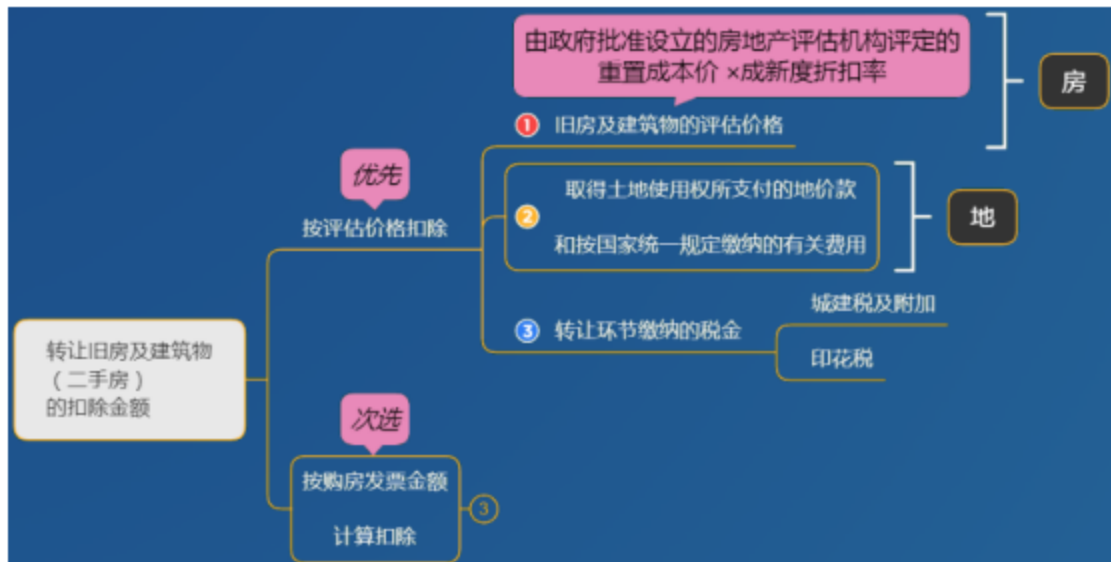 由政府批准设立的房地产评估机构评定的
重置成本价 ×成新度折扣率
房
① 旧房及建筑物的评估价格
优先
按评估价格扣除
取得土地使用权所支付的地价款
②
和按国家统一规定缴纳的有关费用
地
③ 转让环节缴纳的税金
城建税及附加
印花税
转让旧房及建筑物
（二手房）
的扣除金额
次选
按购房发票金额
计算扣除
③